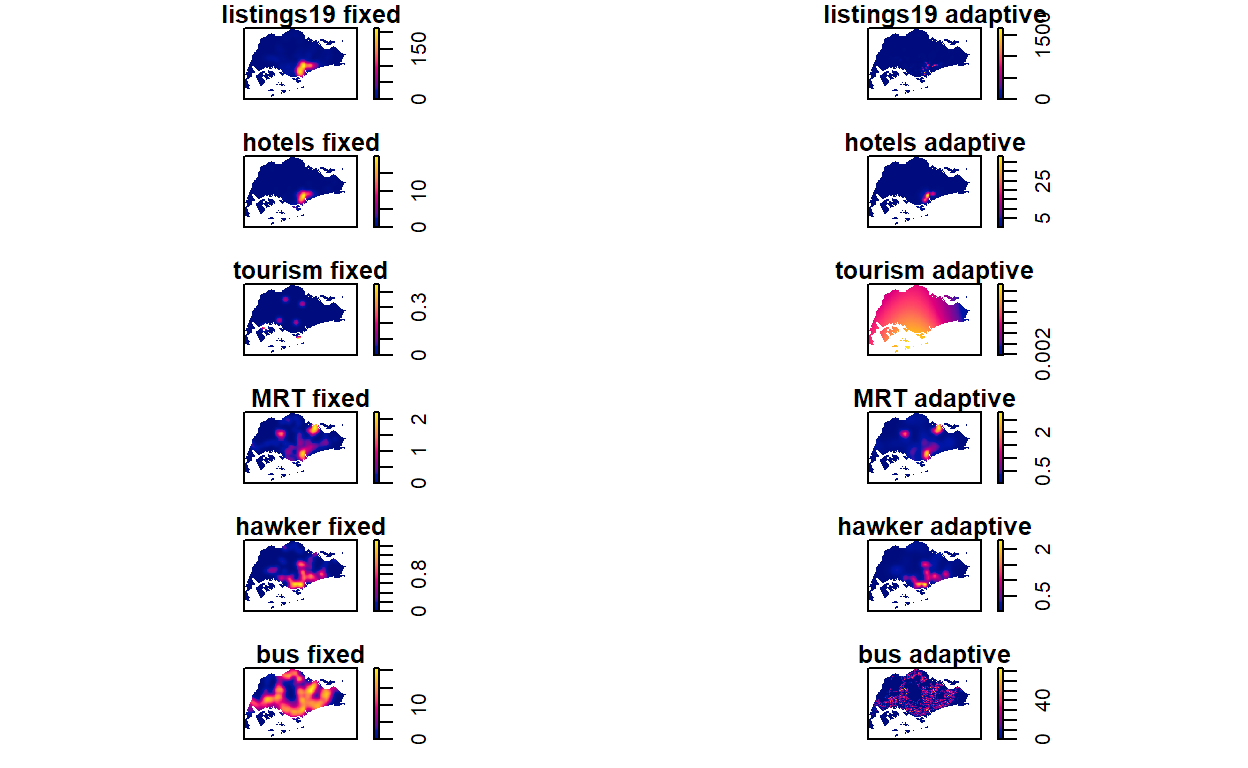 listings19 fixed
150
0
listings19 adaptive
1500
0
hotels fixed
10
0
hotels adaptive
25
5
tourism fixed
0.3
0
tourism adaptive
0.002
MRT fixed
2
1
0
MRT adaptive
2
0.5
hawker fixed
0.8
0
hawker adaptive
2
0.5
bus fixed
10
0
bus adaptive
40
0